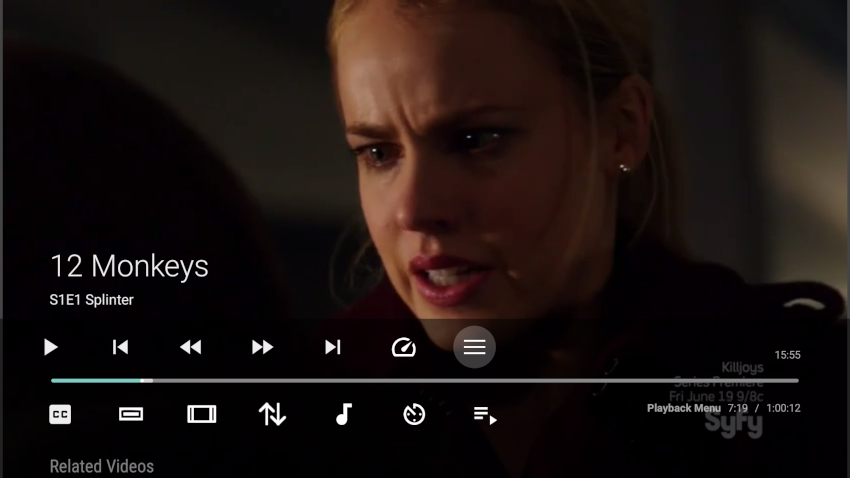 12 Monkeys
S1E1 Splinter
15:55
Killjoys
Series Premiere
Fri June 19 9/8c
Playback Menu 7:19 / 1:00:12
Syfy
CC
Related Videos